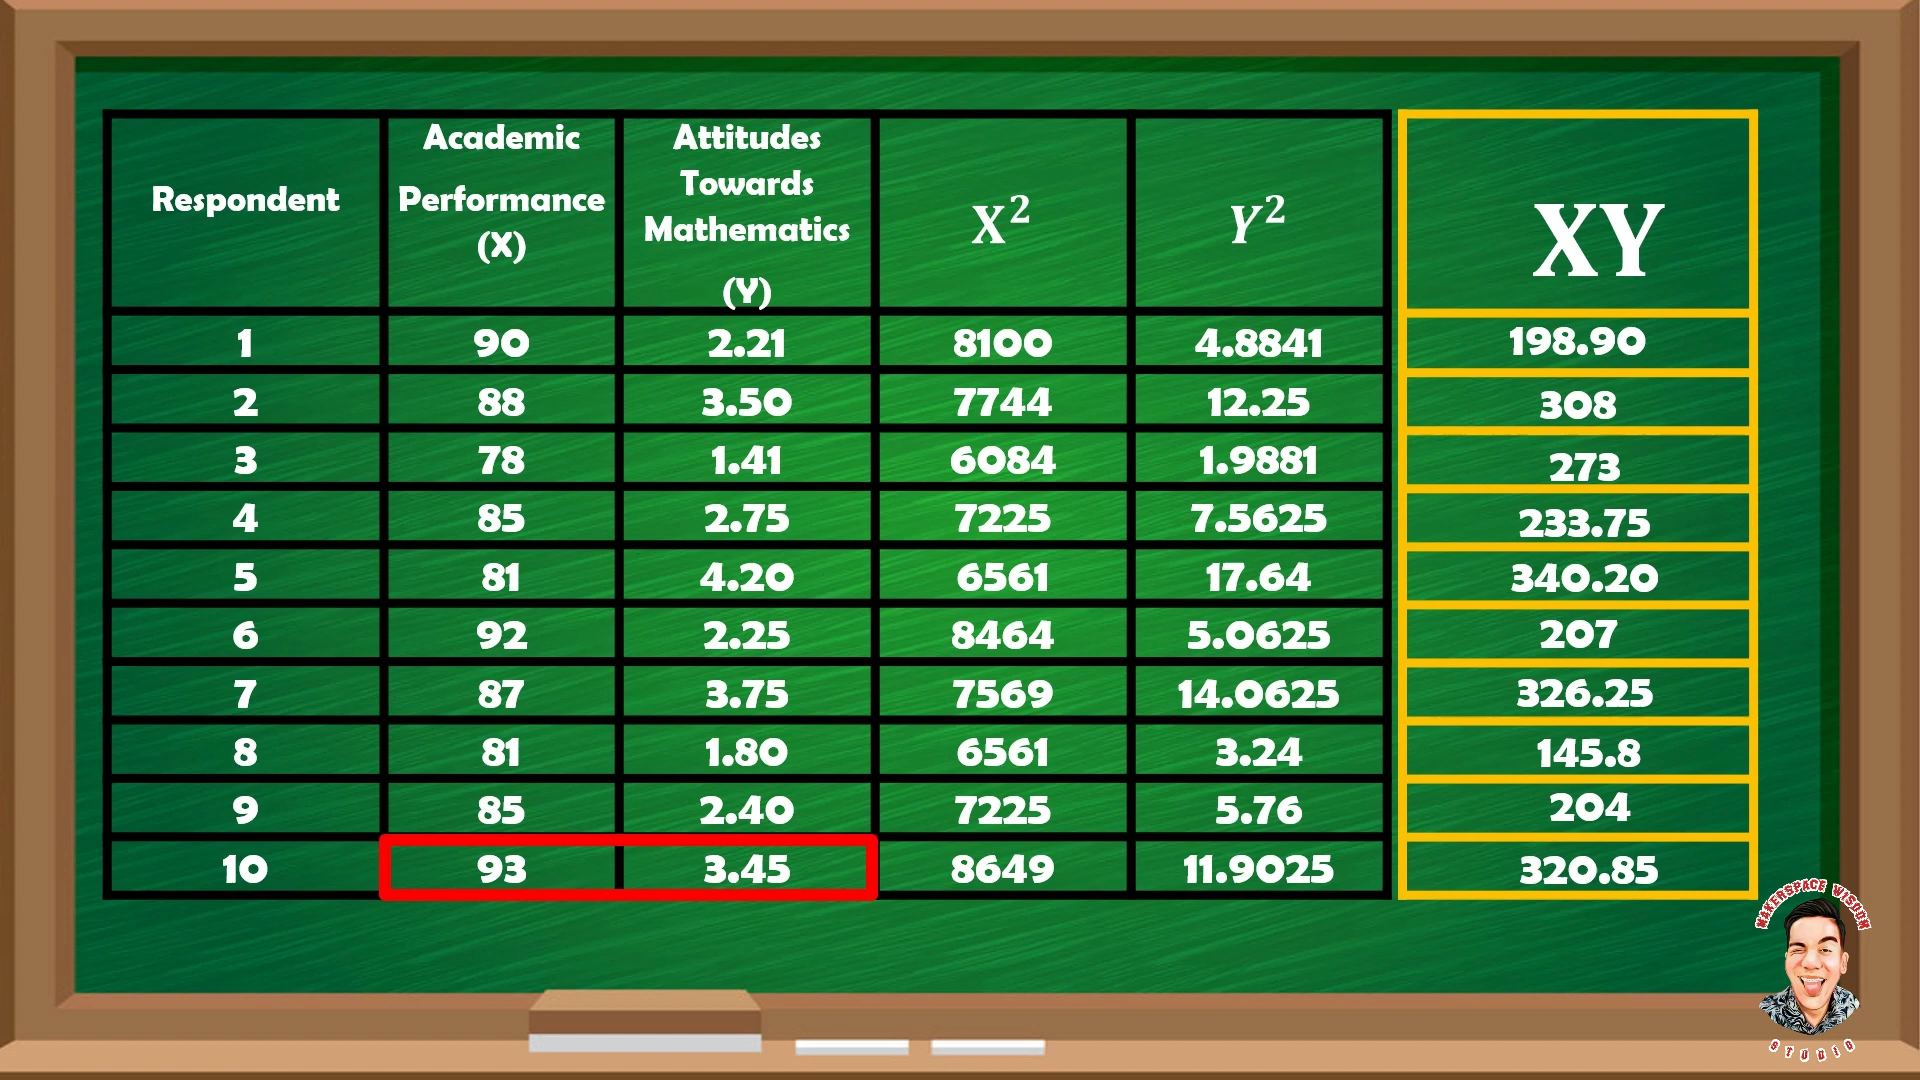 Respondent
Academic
Performance
(X)
Attitudes
Towards
Mathematics
(Y)
X²
Y²
XY
1 90 2.21 8100 4.8841 198.90
2 88 3.50 7744 12.25 308
3 78 1.41 6084 1.9881 273
4 85 2.75 7225 7.5625 233.75
5 81 4.20 6561 17.64 340.20
6 92 2.25 8464 5.0625 207
7 87 3.75 7569 14.0625 326.25
8 81 1.80 6561 3.24 145.8
9 85 2.40 7225 5.76 204
10 93 3.45 8649 11.9025 320.85
MAKERSPACE WISDOM
STUDIO